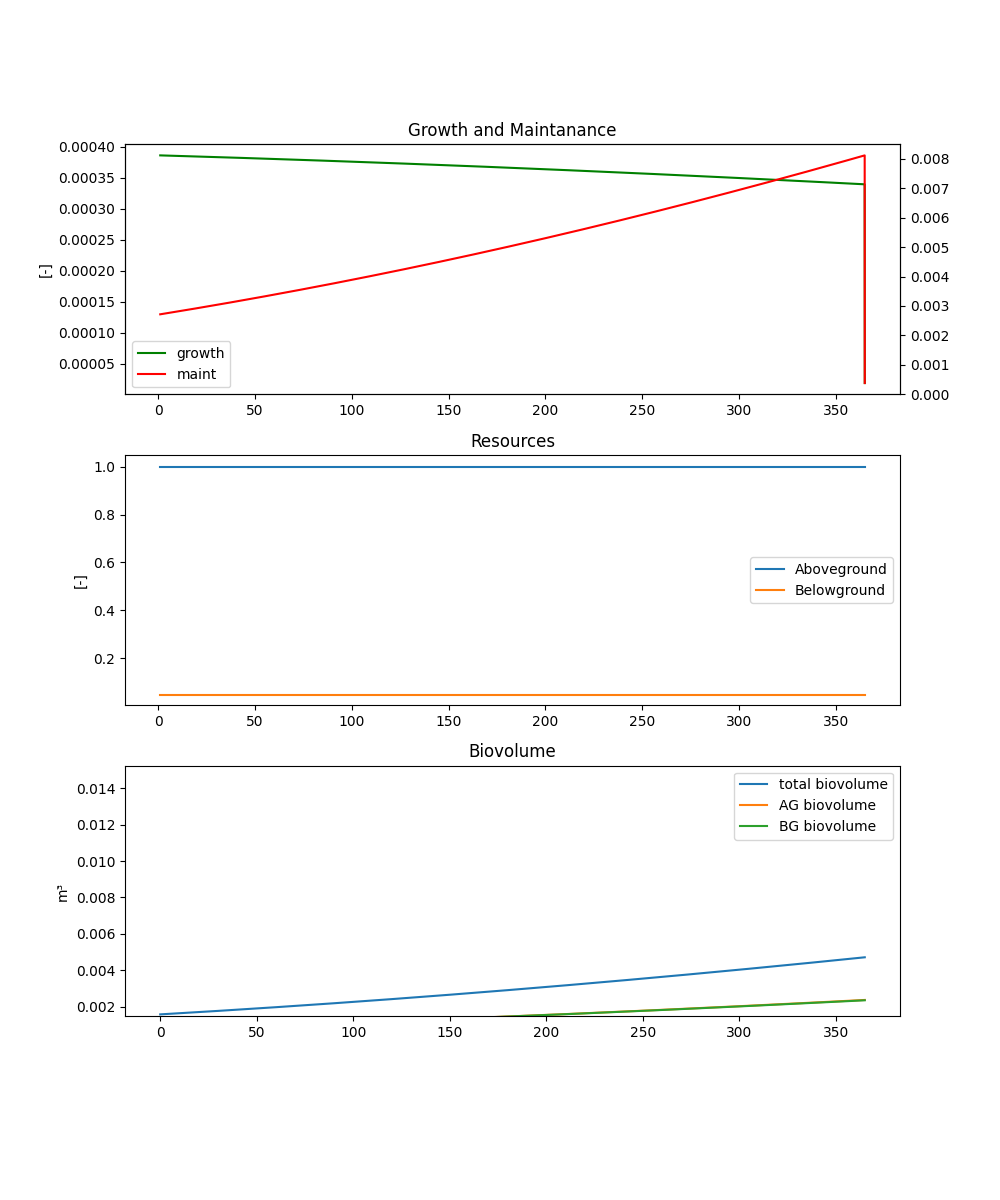 Growth and Maintanance
0.00040
0.00035
0.00030
0.00025
0.00020
0.00015
0.00010
0.00005
[-]
0.008
0.007
0.006
0.005
0.004
0.003
0.002
0.001
0.000
growth
maint
0 50 100 150 200 250 300 350
Resources
1.0
0.8
0.6
0.4
0.2
[-]
Aboveground
Belowground
0 50 100 150 200 250 300 350
Biovolume
0.014
0.012
0.010
0.008
0.006
0.004
0.002
m³
total biovolume
AG biovolume
BG biovolume
0 50 100 150 200 250 300 350